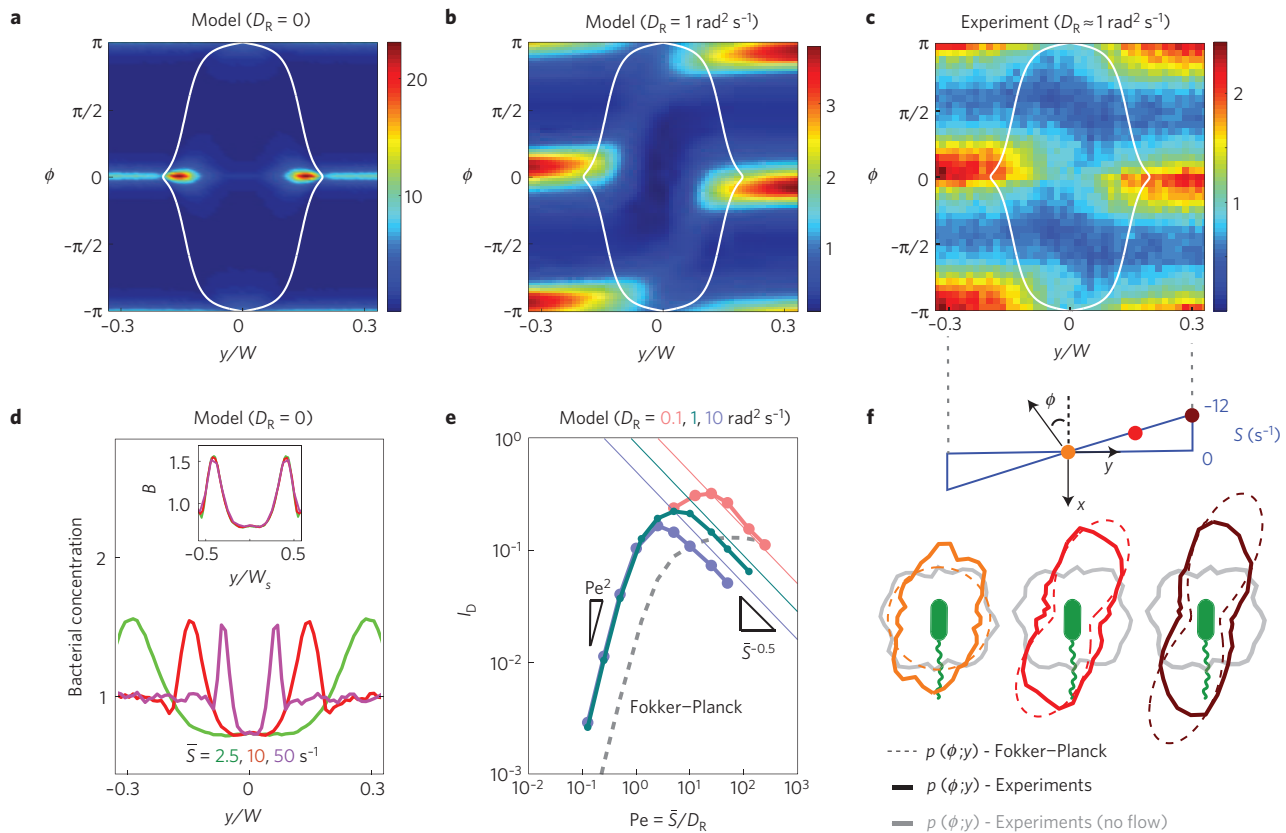 a
Model (D_R = 0)
π
π/2
ϕ
0
−π/2
−π
−0.3
0
0.3
y/W
20
10
b
Model (D_R = 1 rad² s⁻¹)
π
π/2
ϕ
0
−π/2
−π
−0.3
0
0.3
y/W
3
2
1
c
Experiment (D_R ≈ 1 rad² s⁻¹)
π
π/2
ϕ
0
−π/2
−π
−0.3
0
0.3
y/W
2
1
d
Model (D_R = 0)
Bacterial concentration
2
1
B
1.5
1.0
−0.5
0
0.5
y/W_s
S̅ = 2.5, 10, 50 s⁻¹
−0.3
0
0.3
y/W
e
Model (D_R = 0.1, 1, 10 rad² s⁻¹)
I_D
10⁰
10⁻¹
10⁻²
10⁻³
Pe²
S̅⁻⁰·⁵
Fokker–Planck
10⁻²
10⁻¹
10⁰
10¹
10²
10³
Pe = S̅/D_R
f
ϕ
y
x
−12
S (s⁻¹)
0
p (ϕ;y) - Fokker–Planck
p (ϕ;y) - Experiments
p (ϕ;y) - Experiments (no flow)